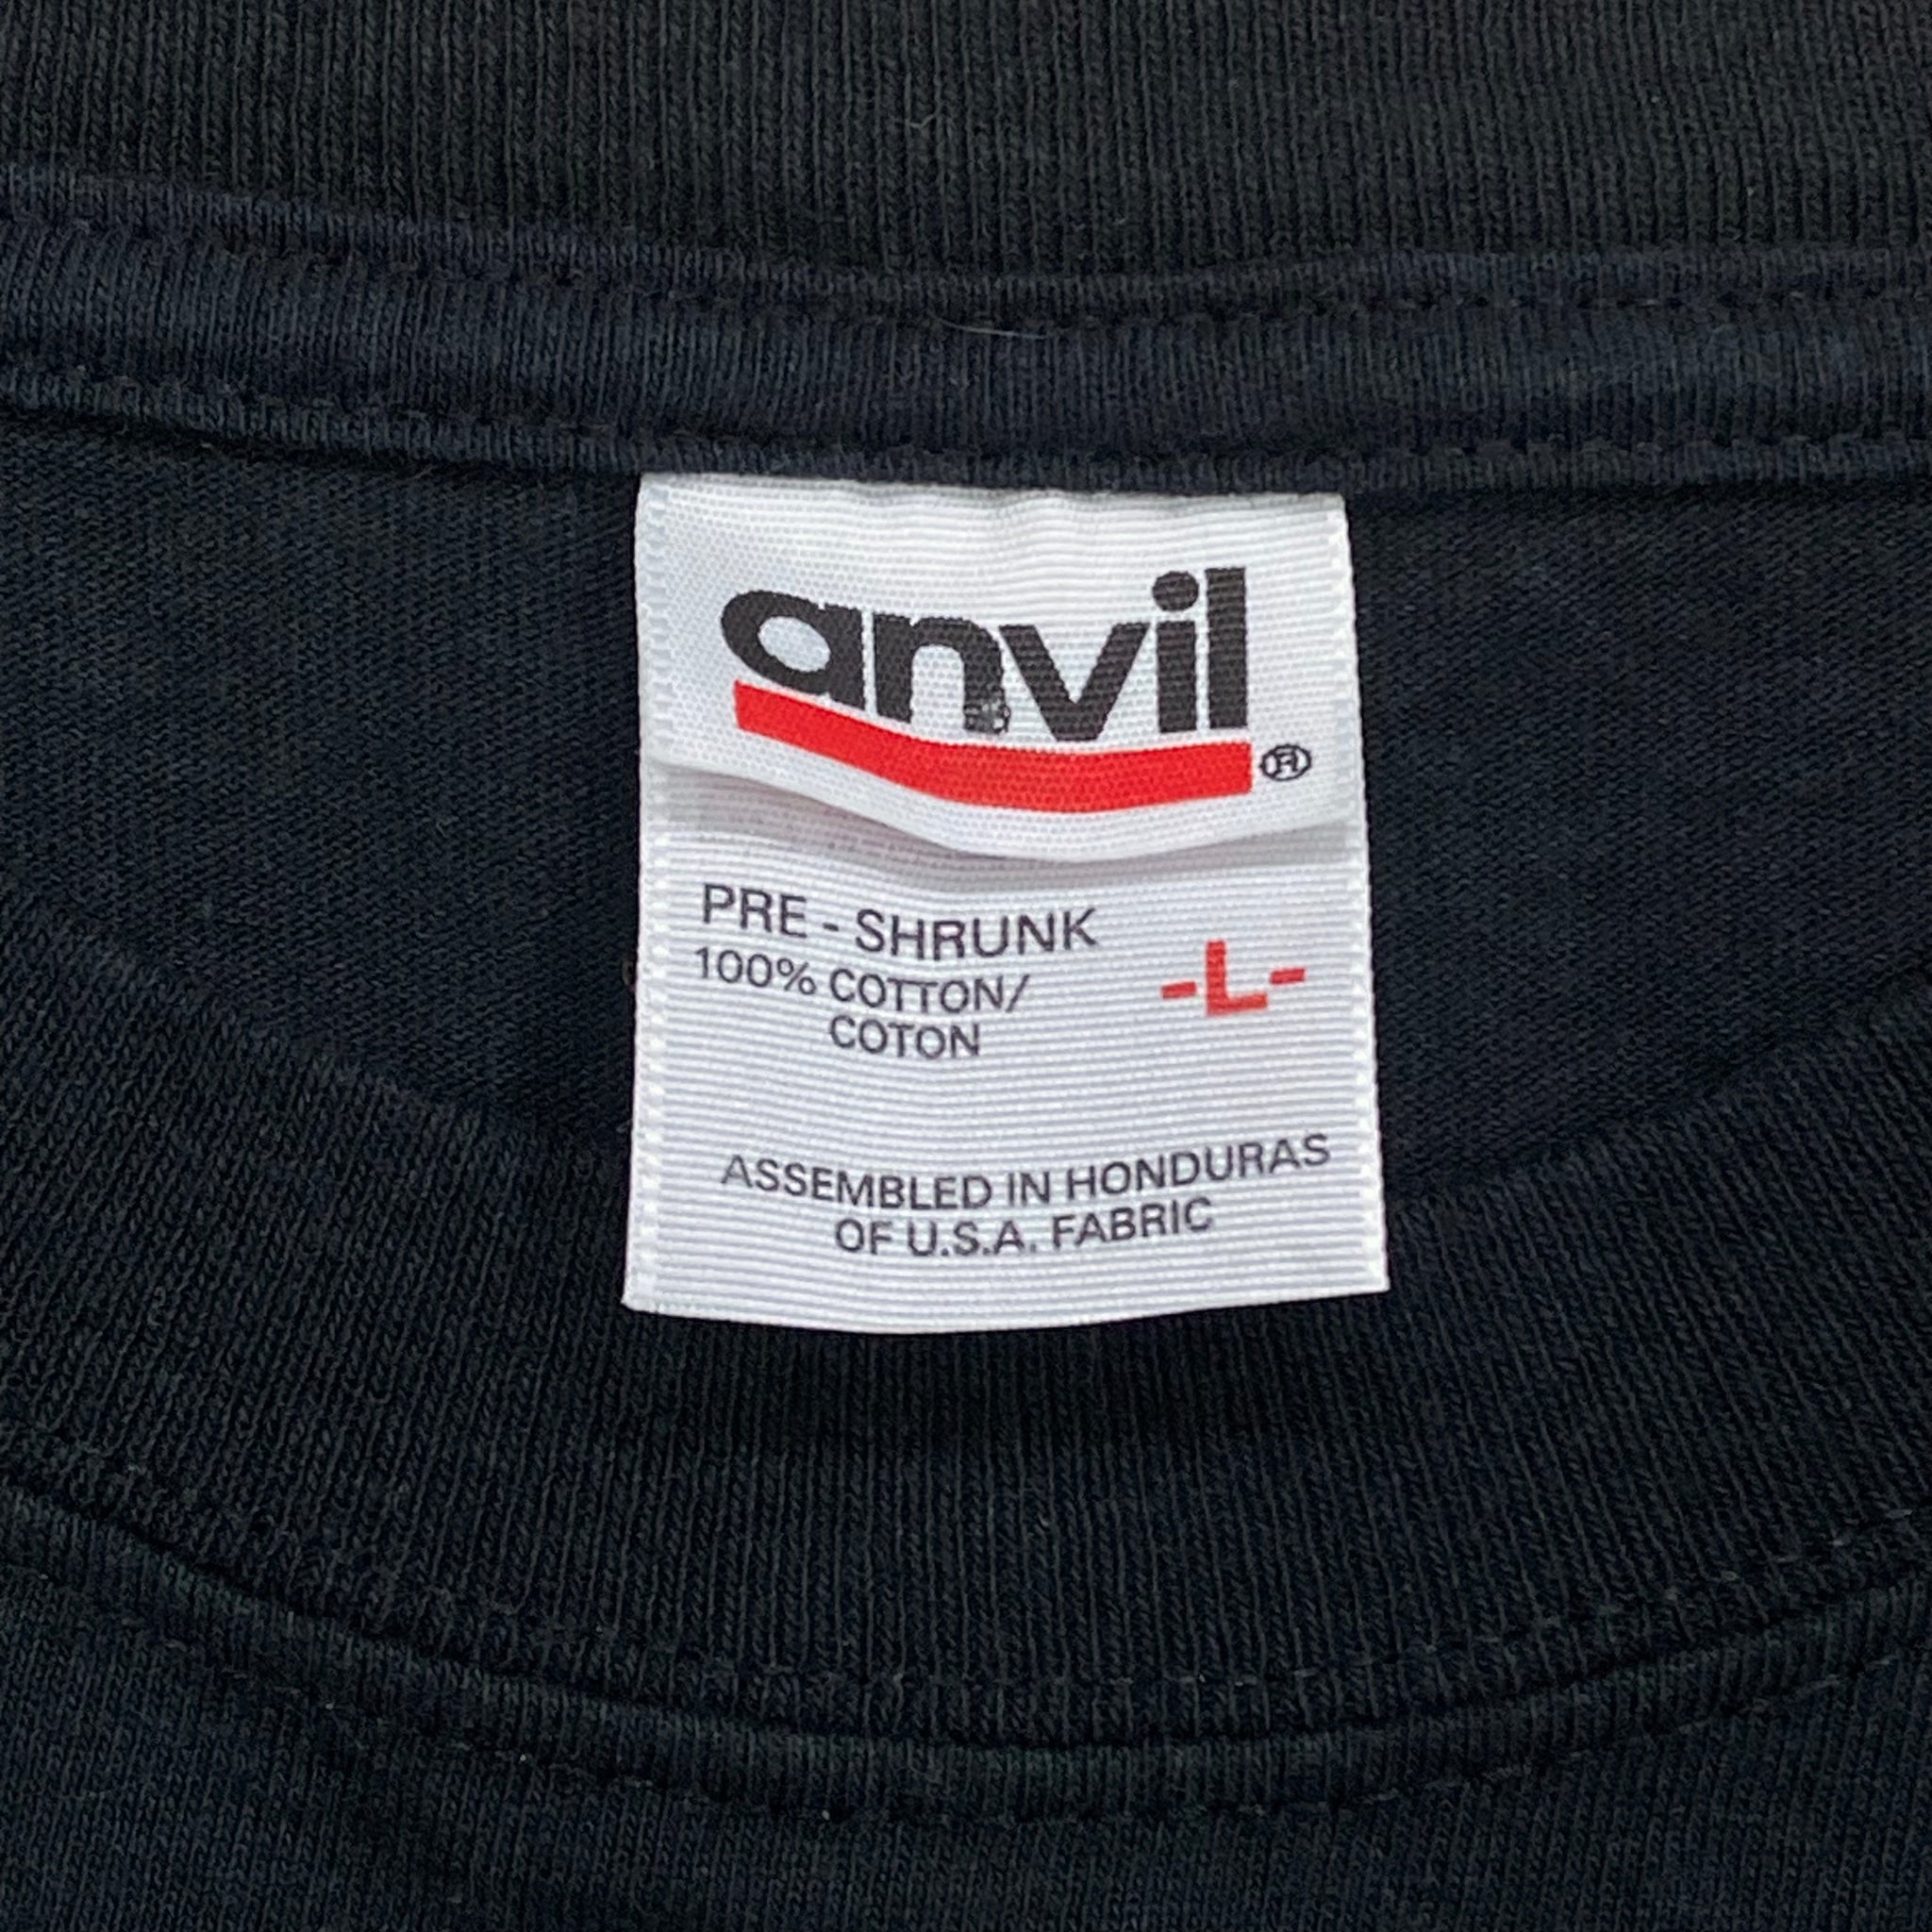 anvil®
PRE - SHRUNK
100% COTTON/
COTON
-L-
ASSEMBLED IN HONDURAS
OF U.S.A. FABRIC